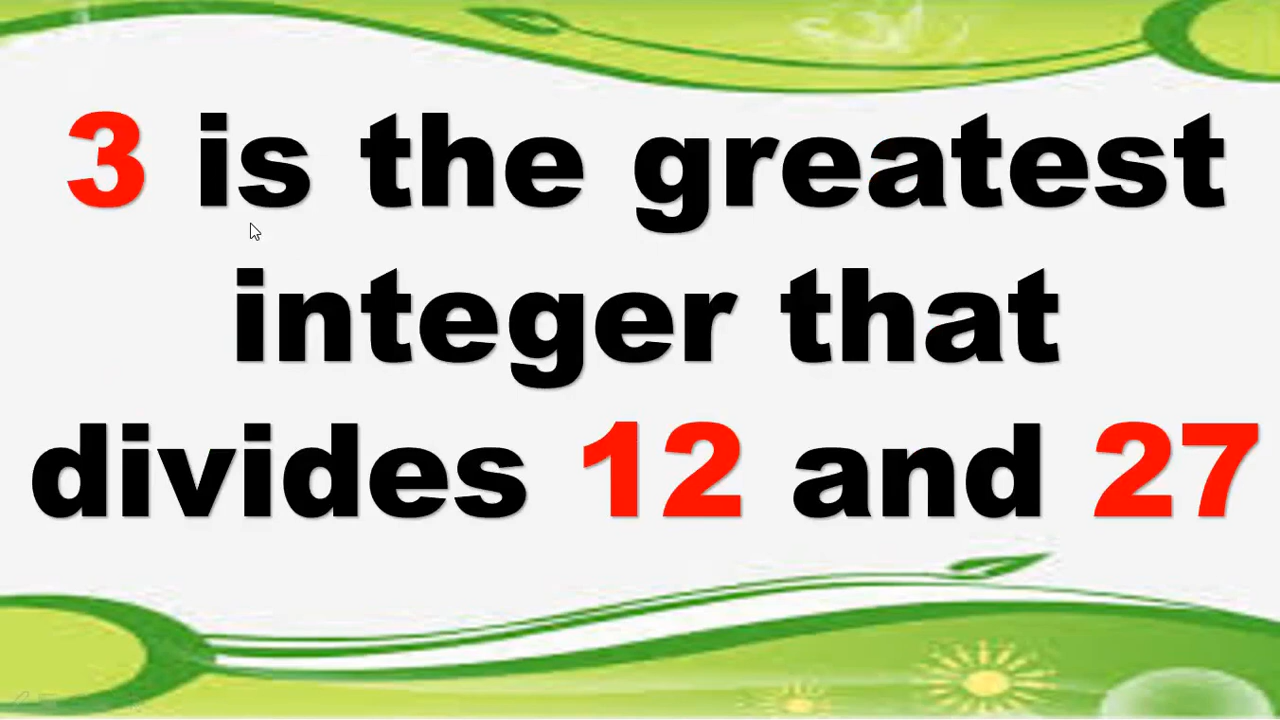 3 is the greatest
integer that
divides 12 and 27